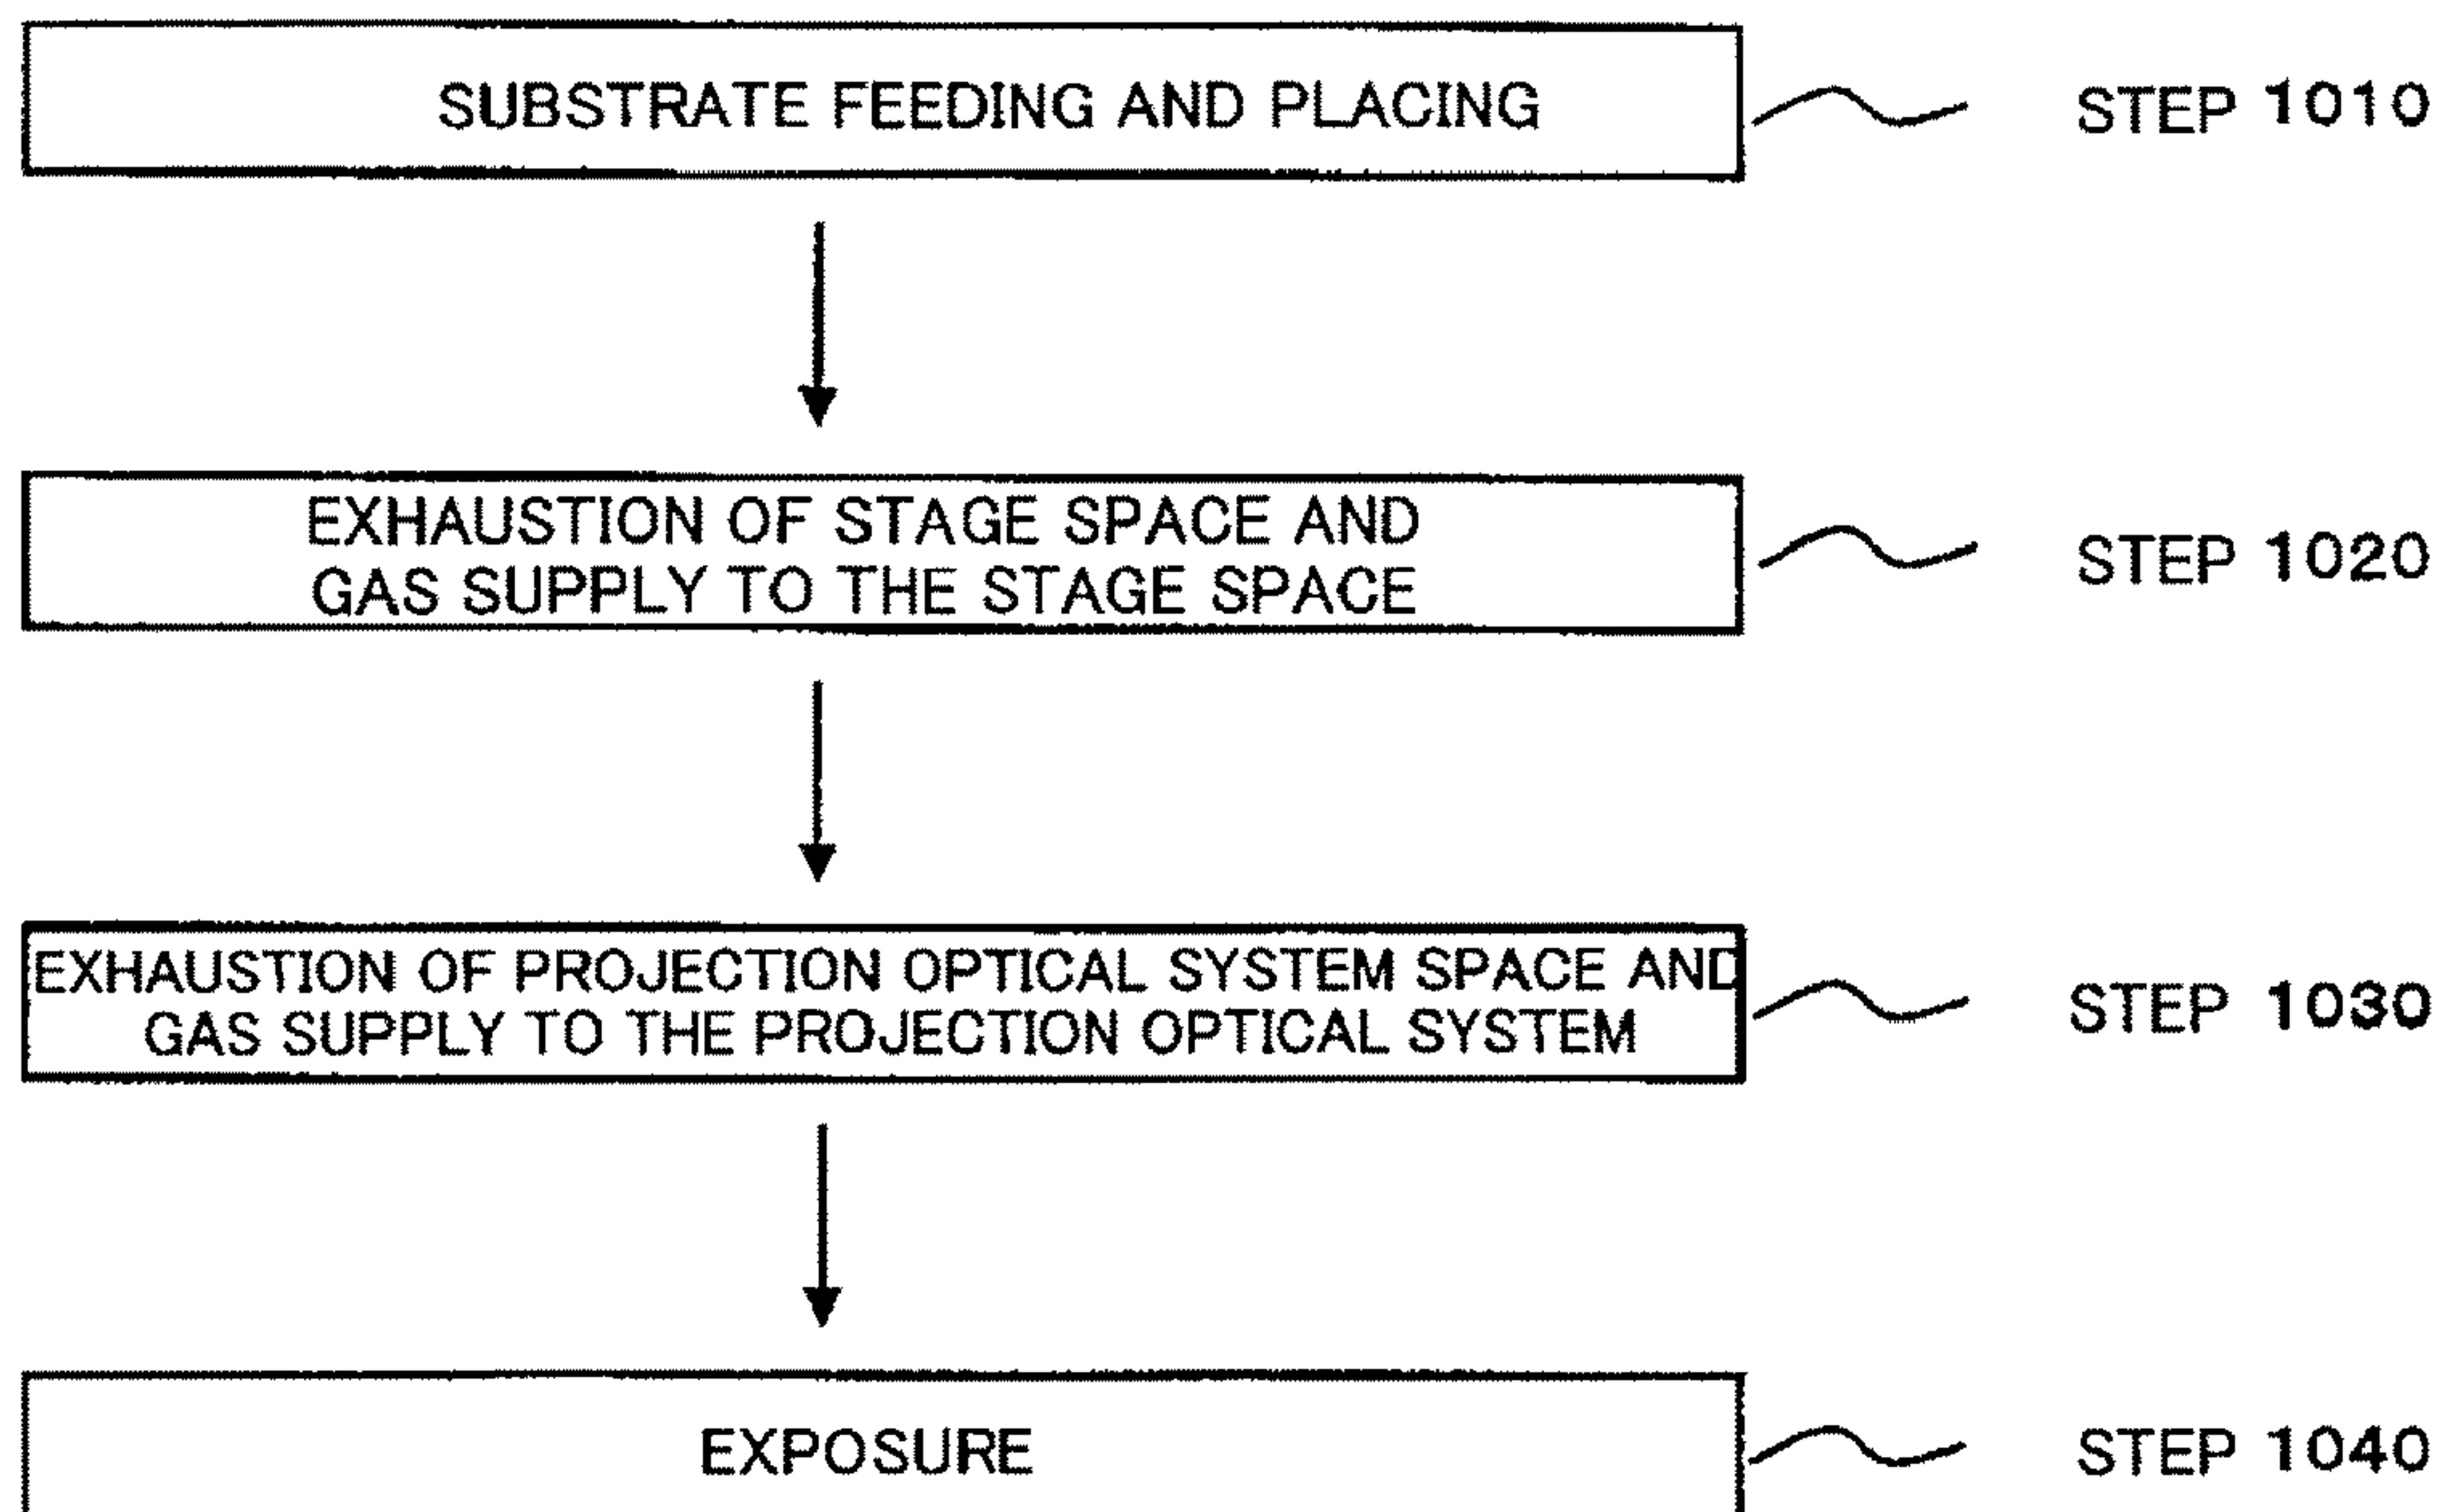 SUBSTRATE FEEDING AND PLACING
STEP 1010
EXHAUSTION OF STAGE SPACE AND
GAS SUPPLY TO THE STAGE SPACE
STEP 1020
EXHAUSTION OF PROJECTION OPTICAL SYSTEM SPACE AND
GAS SUPPLY TO THE PROJECTION OPTICAL SYSTEM
STEP 1030
EXPOSURE
STEP 1040